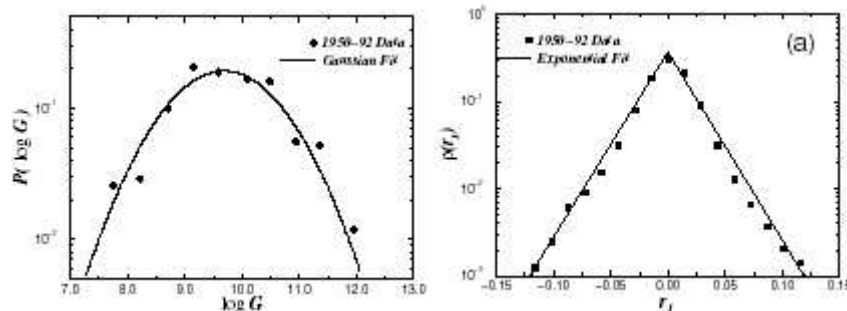 1950-92 Data
Gaussian Fit
P( log G)
10^-1
10^-2
7.0 8.0 9.0 10.0 11.0 12.0 13.0
log G
(a)
1950-92 Data
Exponential Fit
ρ(r_1)
10^0
10^-1
10^-2
10^-3
-0.15 -0.10 -0.05 0.00 0.05 0.10 0.15
r_1